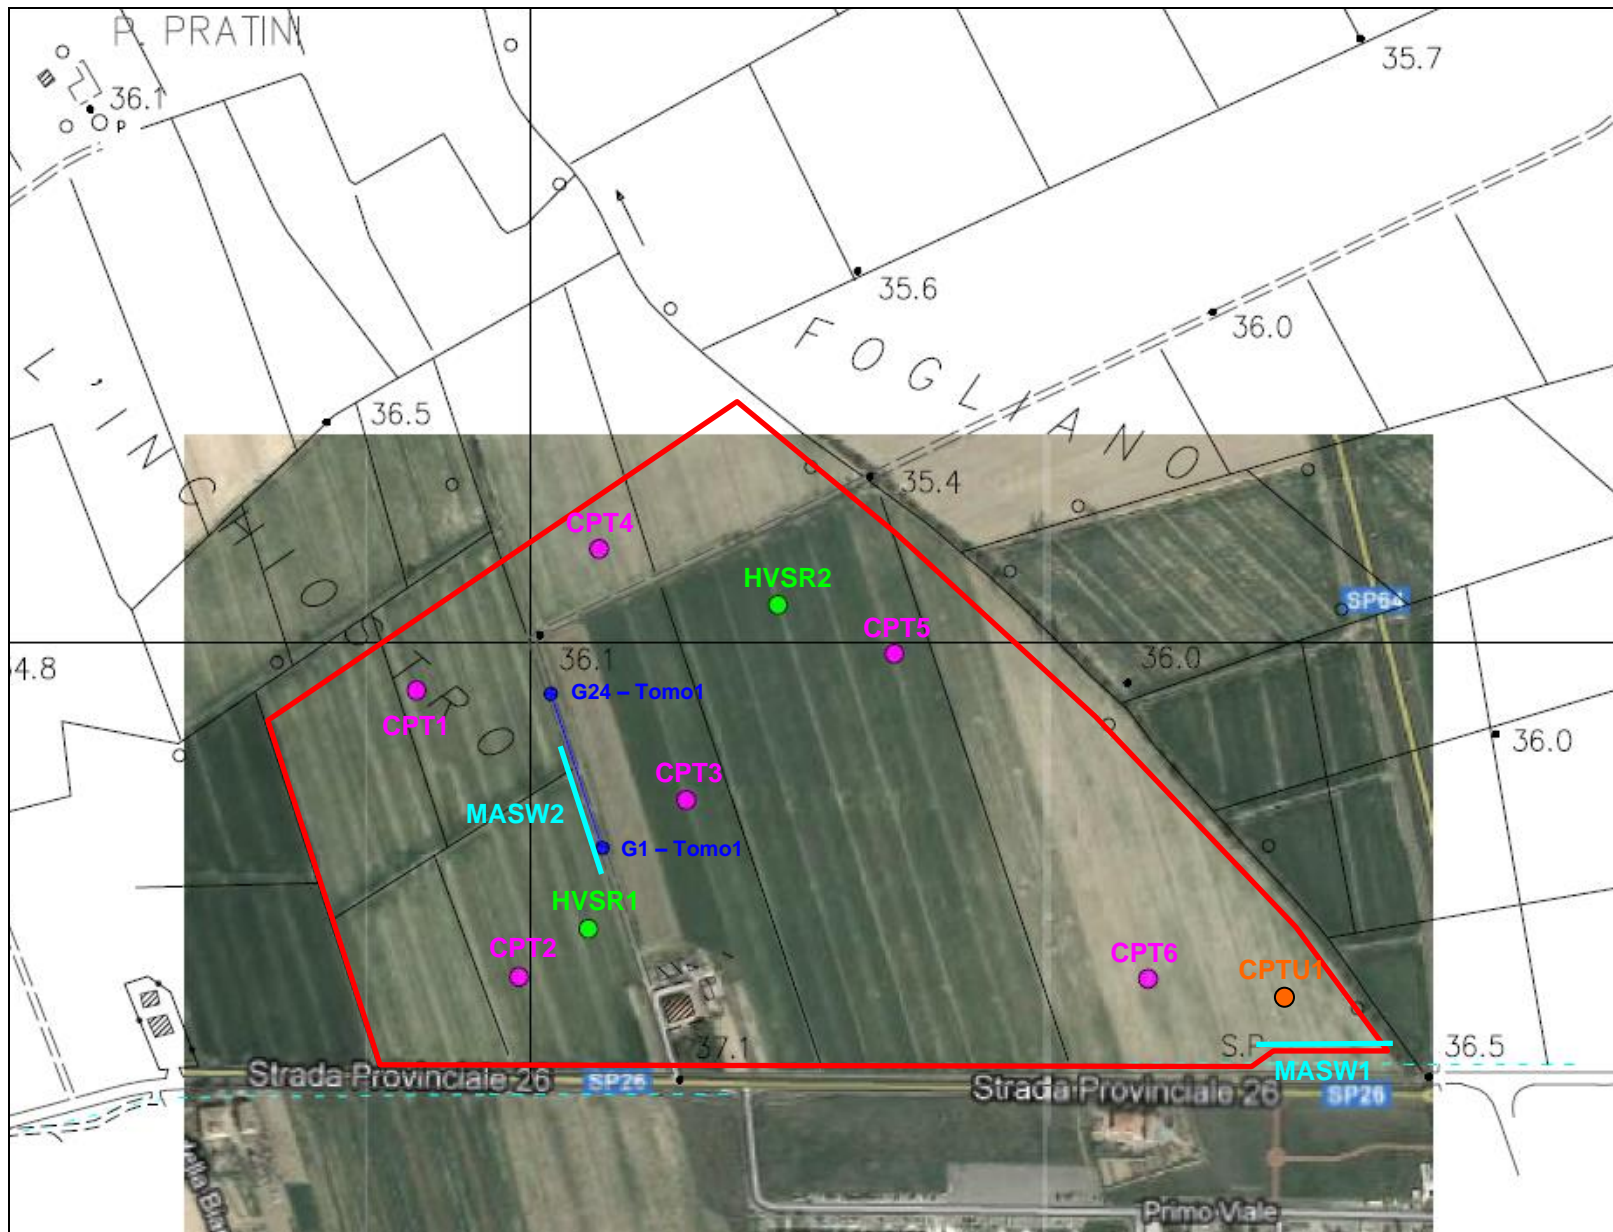 P. PRATINI
36.1
P
35.7
35.6
36.0
FOGLIANO
L'INCHIOSTRO
36.5
35.4
CPT4
HVSR2
SP64
CPT5
36.1
36.0
4.8
G24 – Tomo1
CPT1
36.0
CPT3
MASW2
G1 – Tomo1
HVSR1
CPT2
CPT6
CPTU1
37.1
S.P.
36.5
Strada Provinciale 26
SP26
MASW1
Strada Provinciale 26
SP26
Primo Viale